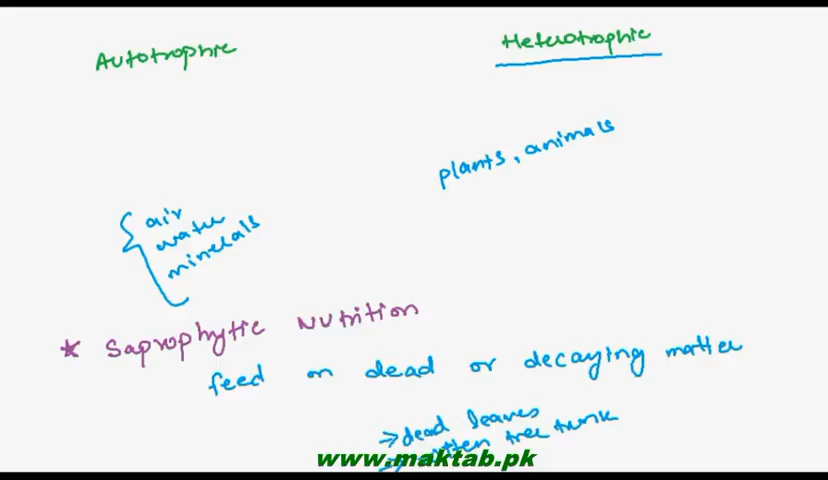 Autotrophic
Heterotrophic
plants, animals
air
water
minerals
* Saprophytic Nutrition
feed on dead or decaying matter
→ dead leaves
→ rotten tree trunk
www.maktab.pk